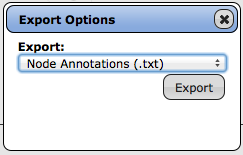 Export Options
Export:
Node Annotations (.txt)
Export